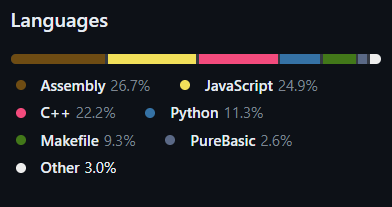 Languages
Assembly 26.7% JavaScript 24.9%
C++ 22.2% Python 11.3%
Makefile 9.3% PureBasic 2.6%
Other 3.0%